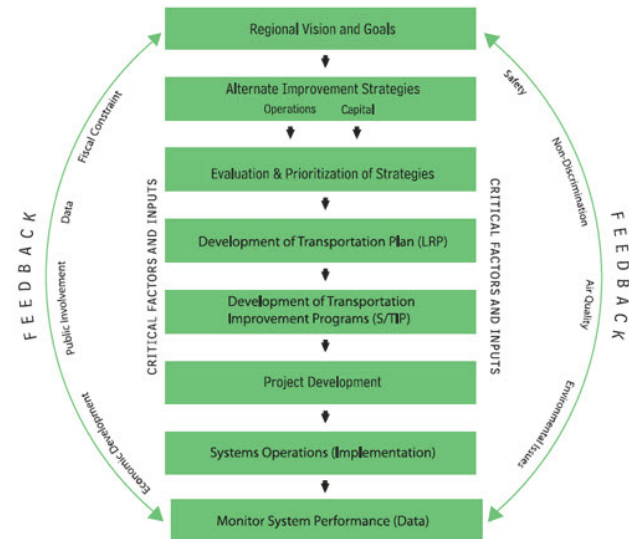 Regional Vision and Goals
Alternate Improvement Strategies
Operations Capital
Evaluation & Prioritization of Strategies
Development of Transportation Plan (LRP)
Development of Transportation
Improvement Programs (S/TIP)
Project Development
Systems Operations (Implementation)
Monitor System Performance (Data)
FEEDBACK
Fiscal Constraint
Data
Public Involvement
Economic Development
CRITICAL FACTORS AND INPUTS
CRITICAL FACTORS AND INPUTS
Safety
Non-Discrimination
Air Quality
Environmental Issues
FEEDBACK